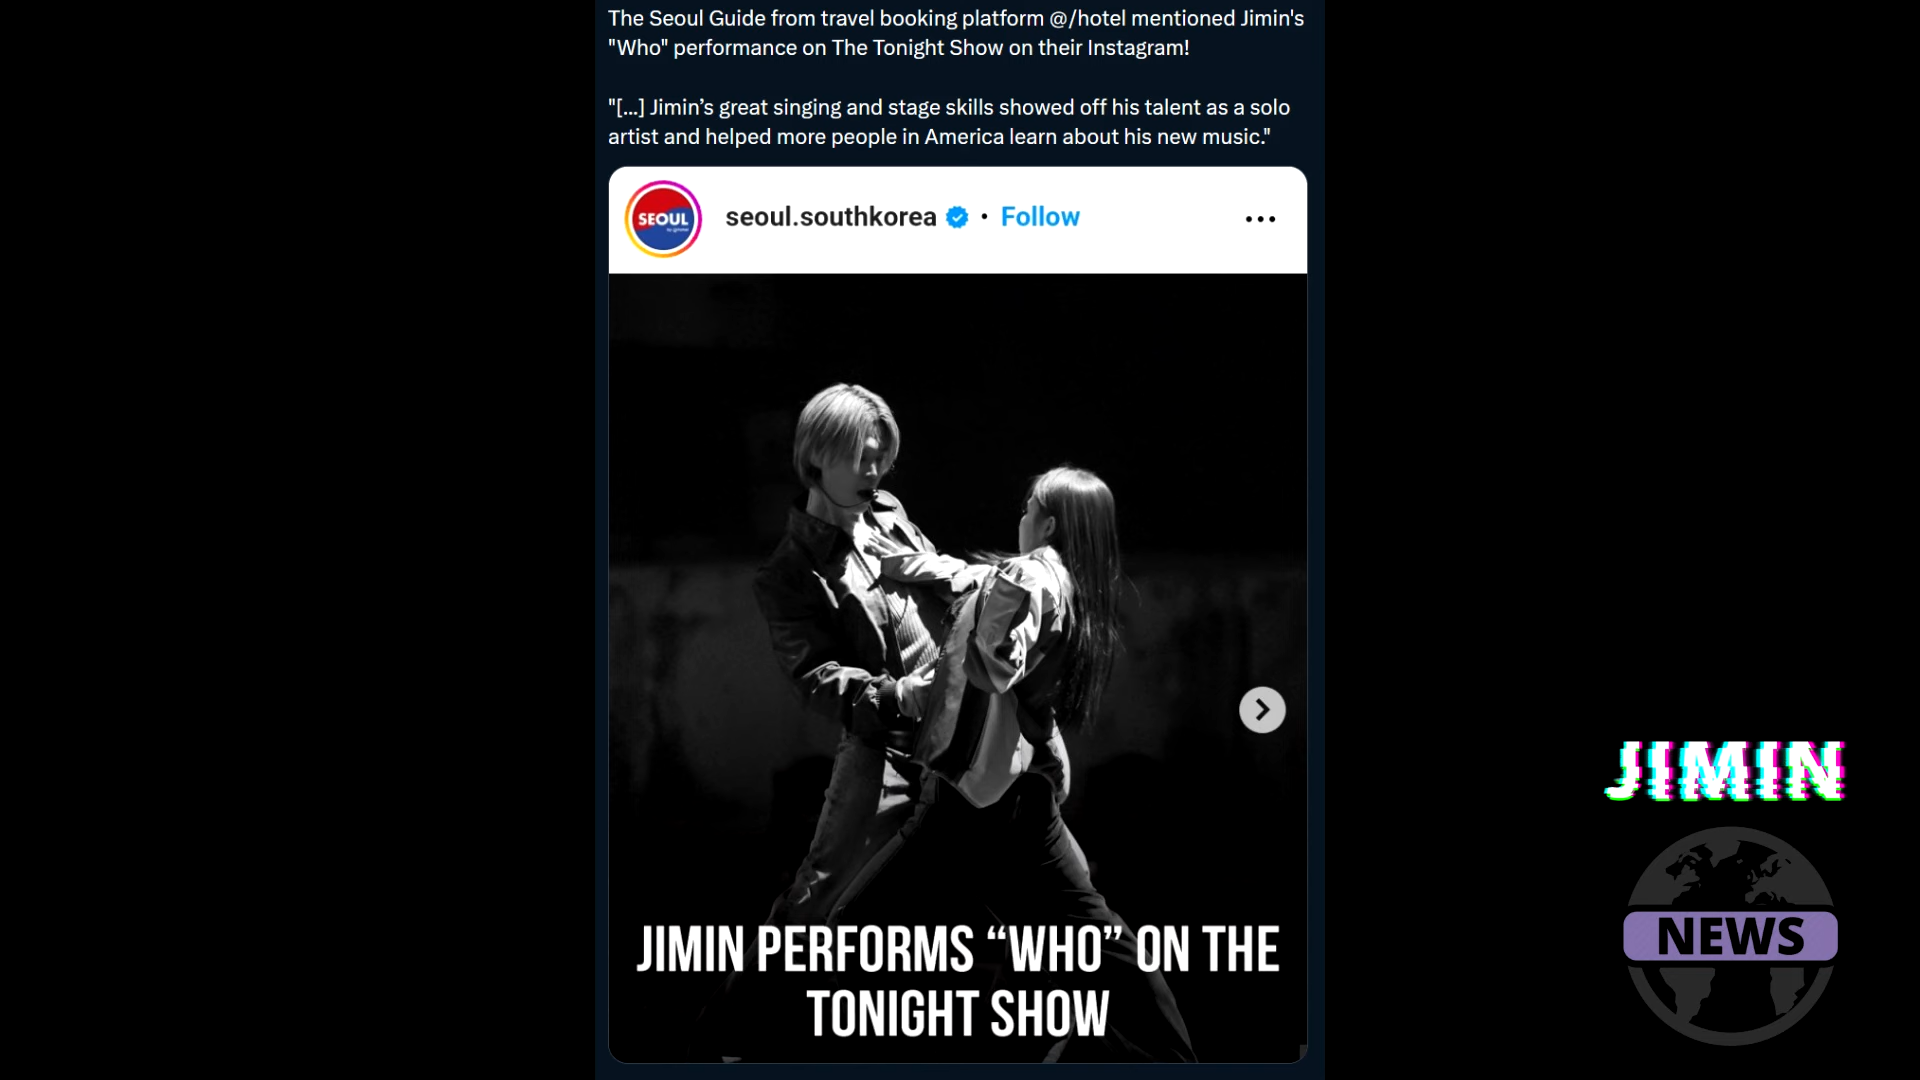 The Seoul Guide from travel booking platform @/hotel mentioned Jimin's
"Who" performance on The Tonight Show on their Instagram!
"[...] Jimin’s great singing and stage skills showed off his talent as a solo
artist and helped more people in America learn about his new music."
SEOUL
seoul.southkorea • Follow
JIMIN PERFORMS “WHO” ON THE
TONIGHT SHOW
JIMIN
NEWS